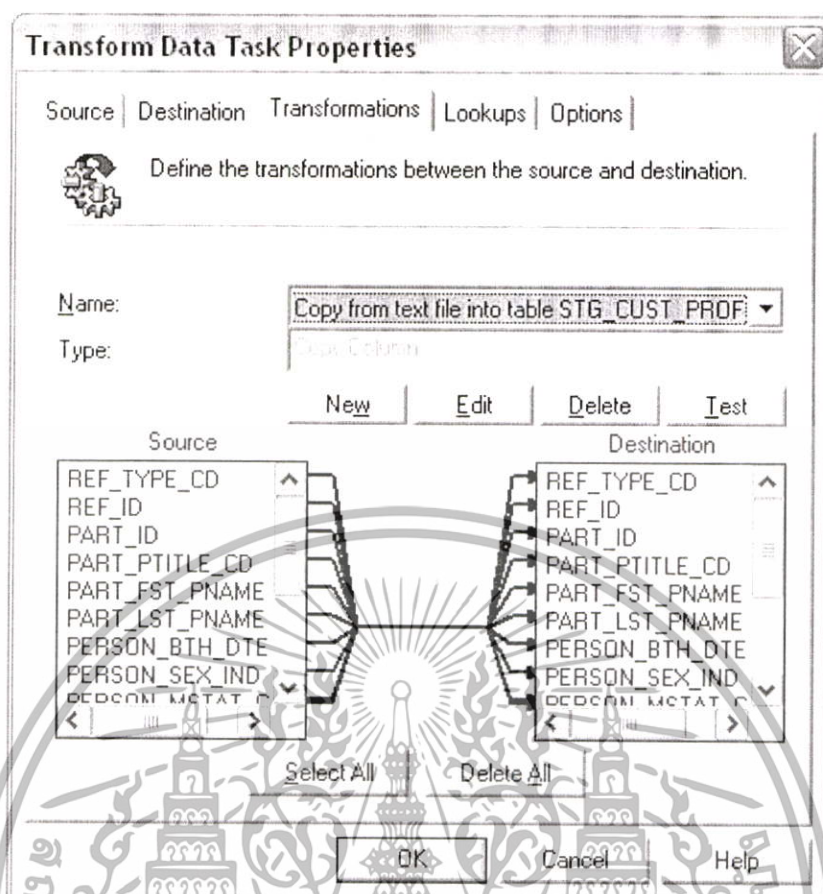 Transform Data Task Properties
Source Destination Transformations Lookups Options
Define the transformations between the source and destination.
Name: Copy from text file into table STG_CUST_PROF
Type: Copy Column
New Edit Delete Test
Source Destination
REF_TYPE_CD REF_TYPE_CD
REF_ID REF_ID
PART_ID PART_ID
PART_PTITLE_CD PART_PTITLE_CD
PART_FST_PNAME PART_FST_PNAME
PART_LST_PNAME PART_LST_PNAME
PERSON_BTH_DTE PERSON_BTH_DTE
PERSON_SEX_IND PERSON_SEX_IND
Select All Delete All
OK Cancel Help